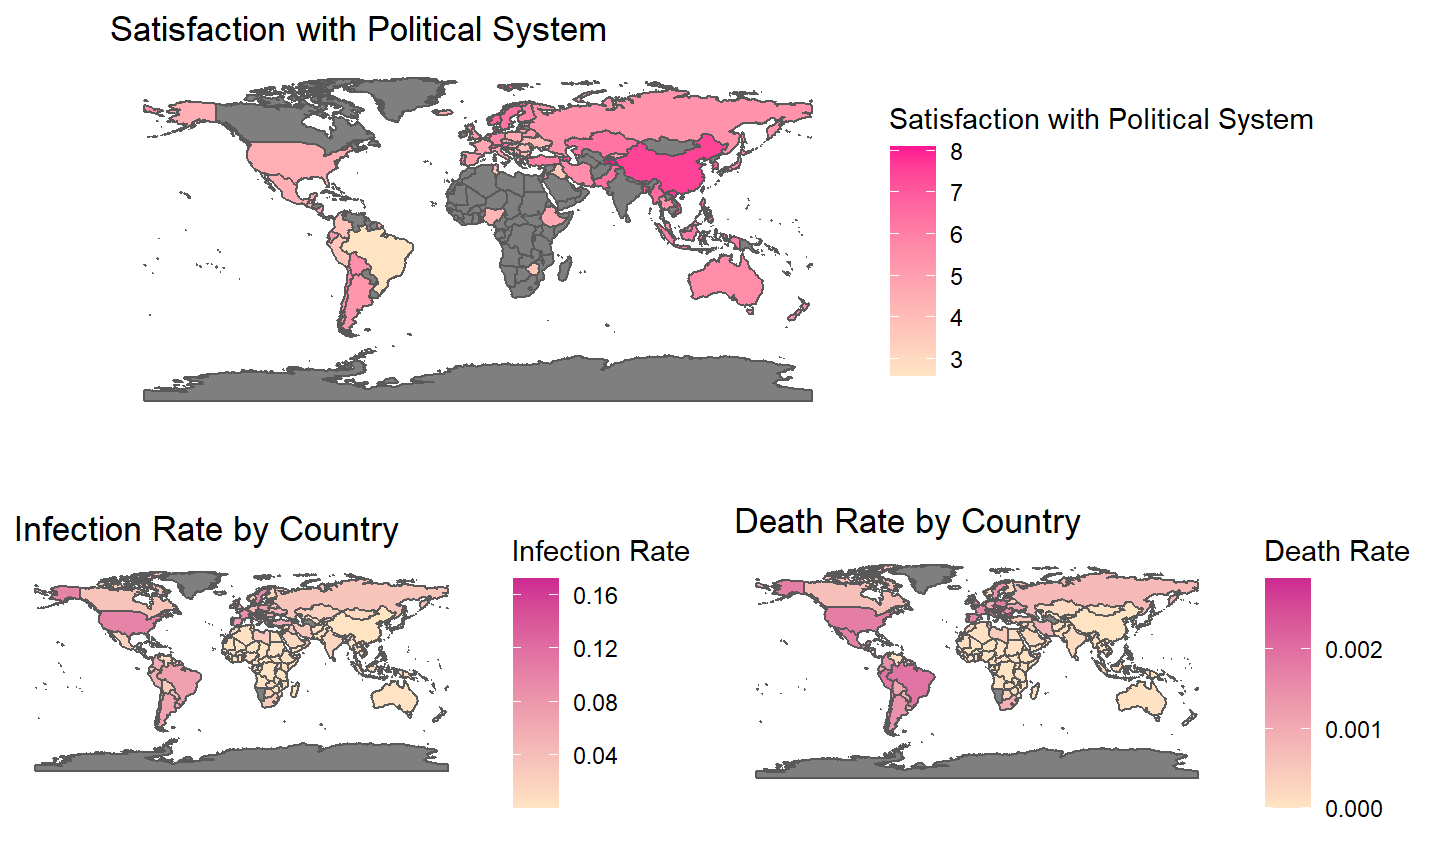 Satisfaction with Political System
Satisfaction with Political System
8
7
6
5
4
3
Infection Rate by Country
Infection Rate
0.16
0.12
0.08
0.04
Death Rate by Country
Death Rate
0.002
0.001
0.000